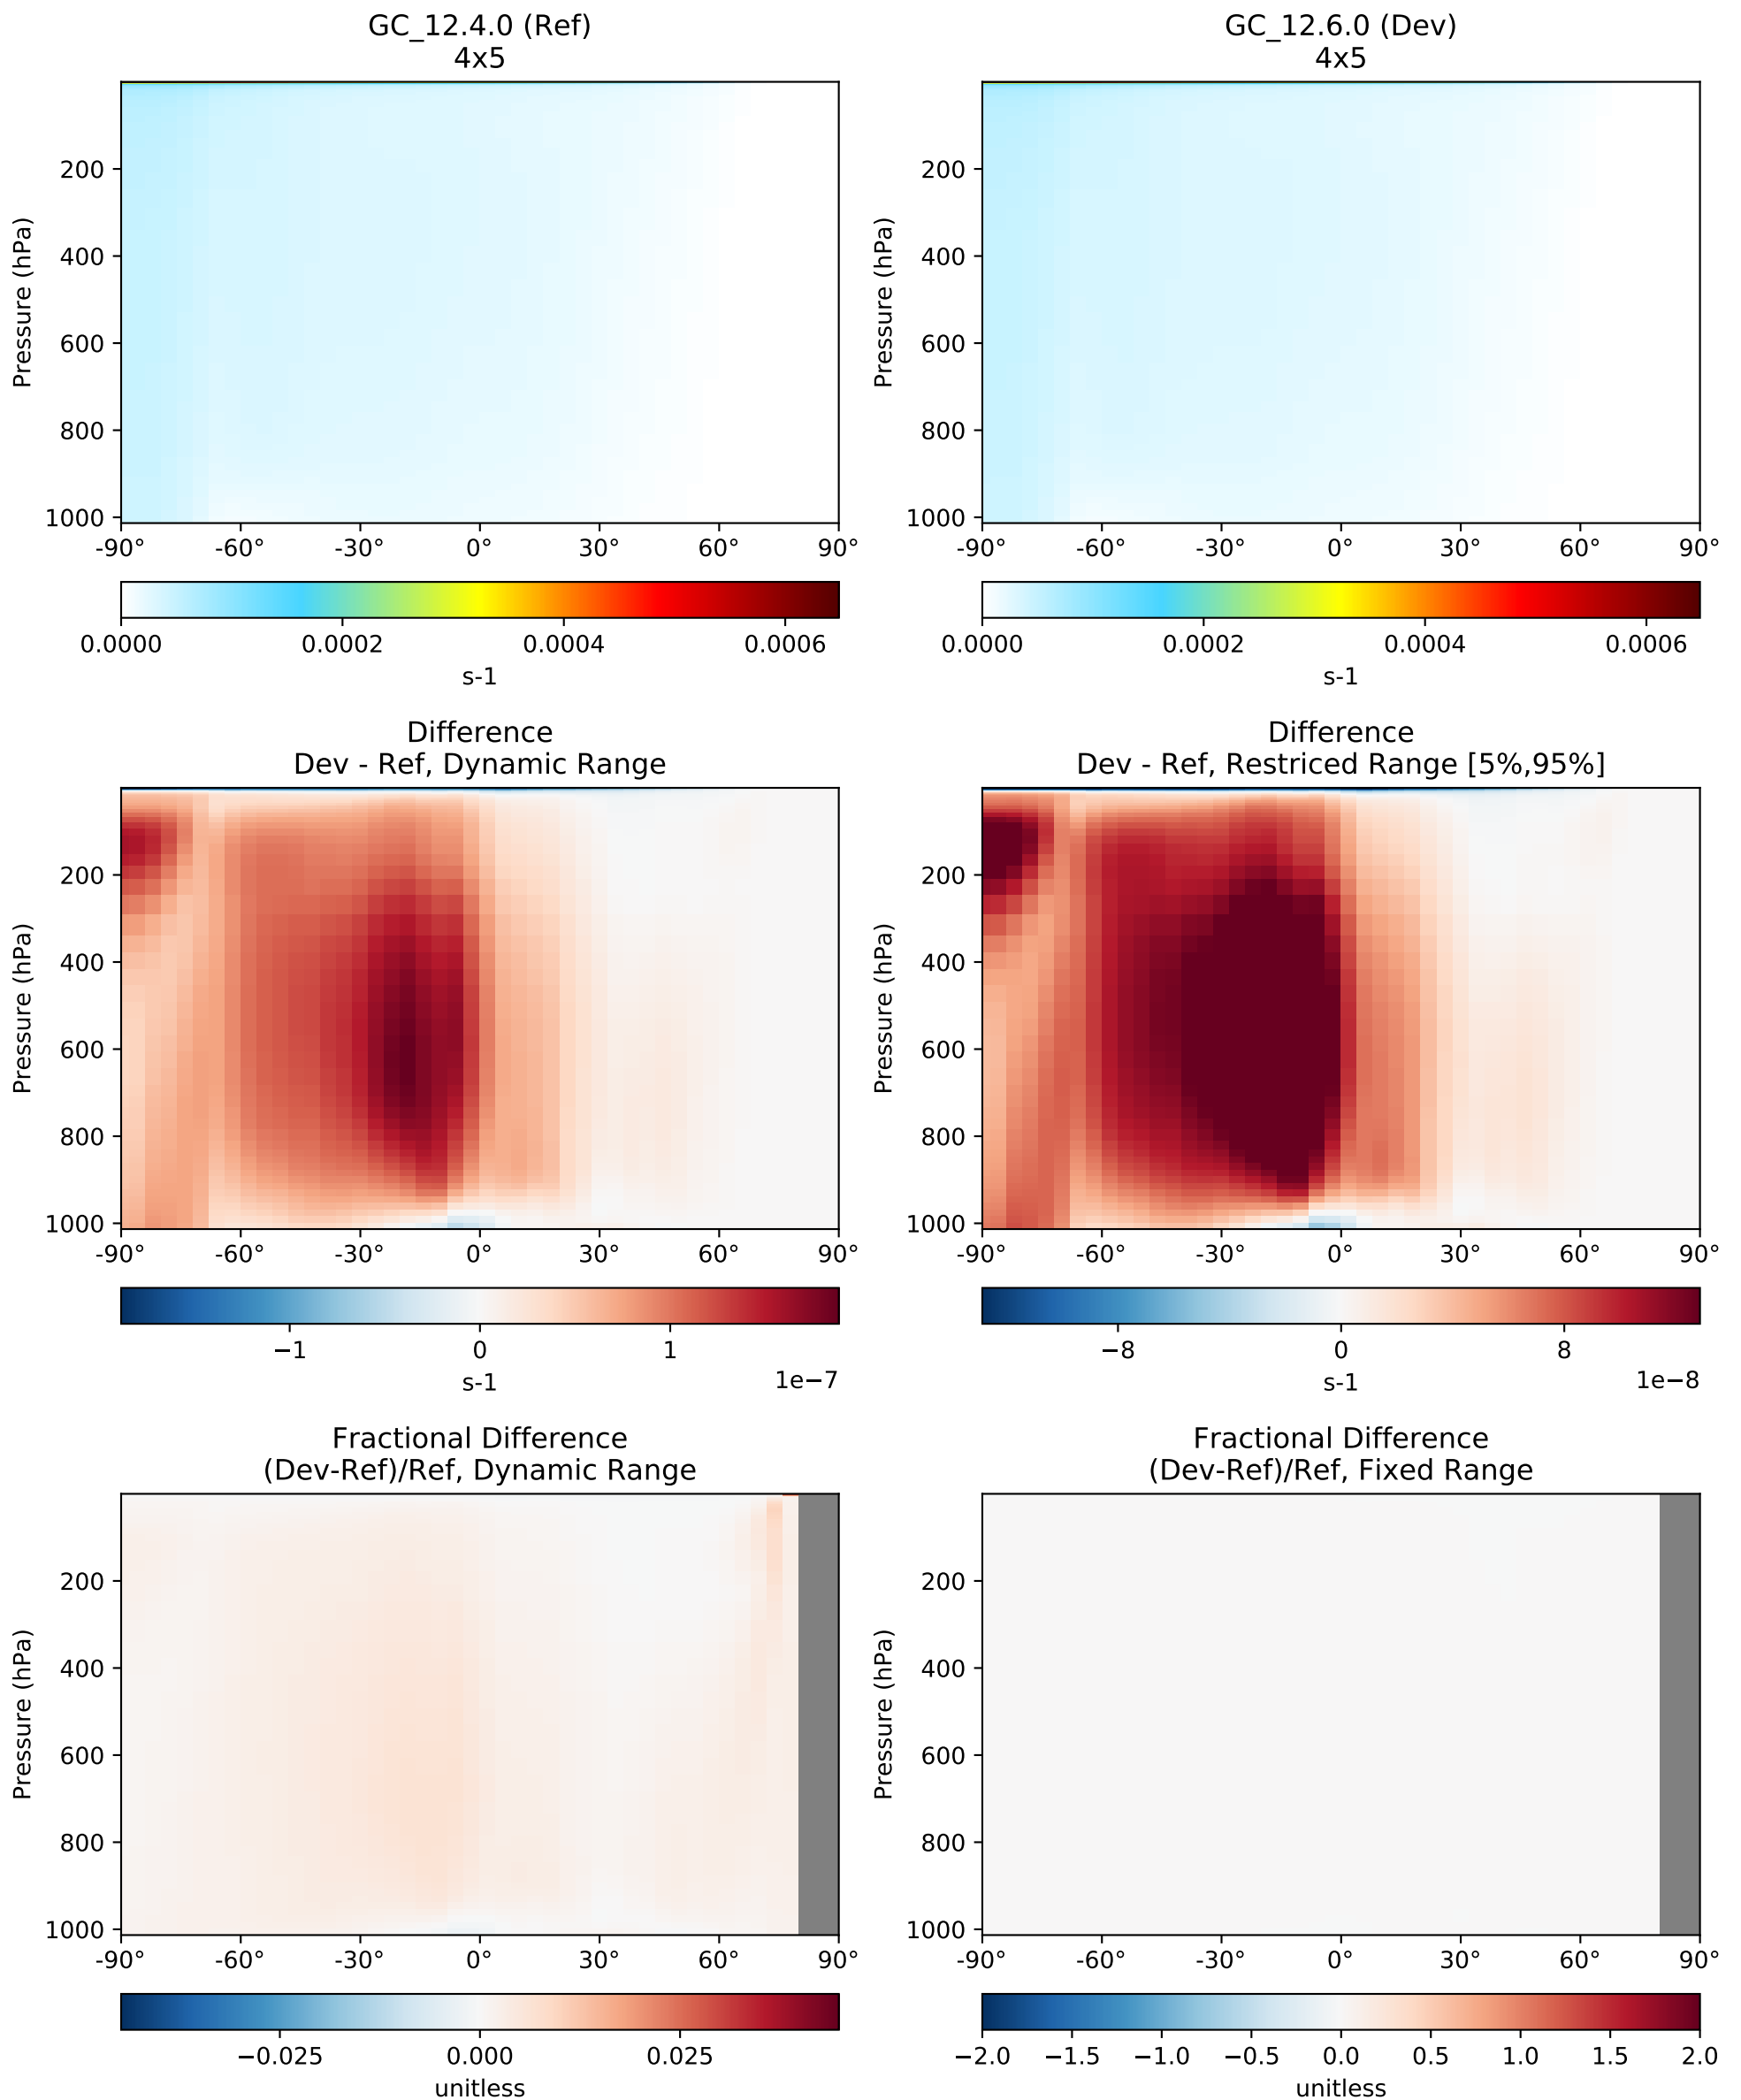 GC_12.4.0 (Ref)
4x5
Pressure (hPa)
200
400
600
800
1000
-90° -60° -30° 0° 30° 60° 90°
0.0000 0.0002 0.0004 0.0006
s-1
GC_12.6.0 (Dev)
4x5
Pressure (hPa)
200
400
600
800
1000
-90° -60° -30° 0° 30° 60° 90°
0.0000 0.0002 0.0004 0.0006
s-1
Difference
Dev - Ref, Dynamic Range
Pressure (hPa)
200
400
600
800
1000
-90° -60° -30° 0° 30° 60° 90°
−1 0 1
s-1 1e−7
Difference
Dev - Ref, Restriced Range [5%,95%]
Pressure (hPa)
200
400
600
800
1000
-90° -60° -30° 0° 30° 60° 90°
−8 0 8
s-1 1e−8
Fractional Difference
(Dev-Ref)/Ref, Dynamic Range
Pressure (hPa)
200
400
600
800
1000
-90° -60° -30° 0° 30° 60° 90°
−0.025 0.000 0.025
unitless
Fractional Difference
(Dev-Ref)/Ref, Fixed Range
Pressure (hPa)
200
400
600
800
1000
-90° -60° -30° 0° 30° 60° 90°
−2.0 −1.5 −1.0 −0.5 0.0 0.5 1.0 1.5 2.0
unitless